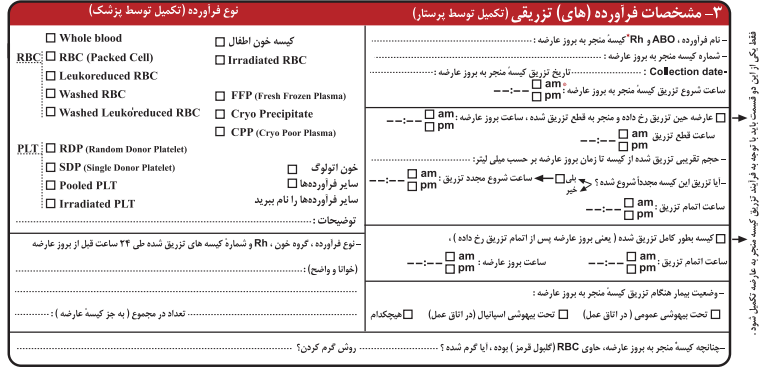 ۳- مشخصات فرآورده (های) تزریقی (تکمیل توسط پرستار)
- نام فرآورده ، ABO و Rh* کیسهٔ منجر به بروز عارضه :
- شماره کیسه منجر به بروز عارضه :
-Collection date : تاریخ تزریق کیسهٔ منجر به بروز عارضه :
ساعت شروع تزریق کیسهٔ منجر به بروز عارضه :* --:-- □ am □ pm
□ عارضه حین تزریق رخ داده و منجر به قطع تزریق شده ، ساعت بروز عارضه : --:-- □ am □ pm
ساعت قطع تزریق --:-- □ am □ pm
- حجم تقریبی تزریق شده از کیسه تا زمان بروز عارضه بر حسب میلی لیتر:
- آیا تزریق این کیسه مجدداً شروع شده ؟ بلی □ ساعت شروع مجدد تزریق : --:-- □ am □ pm
خیر
ساعت اتمام تزریق : --:-- □ am □ pm
□ کیسه بطور کامل تزریق شده ( یعنی بروز عارضه پس از اتمام تزریق رخ داده ) ،
ساعت اتمام تزریق : --:-- □ am □ pm ساعت بروز عارضه : --:-- □ am □ pm
- وضعیت بیمار هنگام تزریق کیسهٔ منجر به بروز عارضه :
□ تحت بیهوشی عمومی ( در اتاق عمل) □ تحت بیهوشی اسپاینال (در اتاق عمل) □ هیچکدام
نوع فرآورده (تکمیل توسط پزشک)
□ Whole blood
RBC □ RBC (Packed Cell)
□ Leukoreduced RBC
□ Washed RBC
□ Washed Leukoreduced RBC
PLT □ RDP (Random Donor Platelet)
□ SDP (Single Donor Platelet)
□ Pooled PLT
□ Irradiated PLT
□ کیسه خون اطفال
□ Irradiated RBC
□ FFP (Fresh Frozen Plasma)
□ Cryo Precipitate
□ CPP (Cryo Poor Plasma)
خون اتولوگ □
سایر فرآورده‌ها □
سایر فرآورده‌ها را نام ببرید
توضیحات :
-نوع فرآورده ، گروه خون ، Rh و شمارهٔ کیسه های تزریق شده طی ۲۴ ساعت قبل از بروز عارضه
(خوانا و واضح) :
تعداد در مجموع ( به جز کیسهٔ عارضه ) :
-چنانچه کیسهٔ منجر به بروز عارضه، حاوی RBC (گلبول قرمز ) بوده ، آیا گرم شده ؟ روش گرم کردن؟
فقط یکی از این دو قسمت باید با توجه به فرآیند تزریق کیسه منجر به عارضه تکمیل شود .